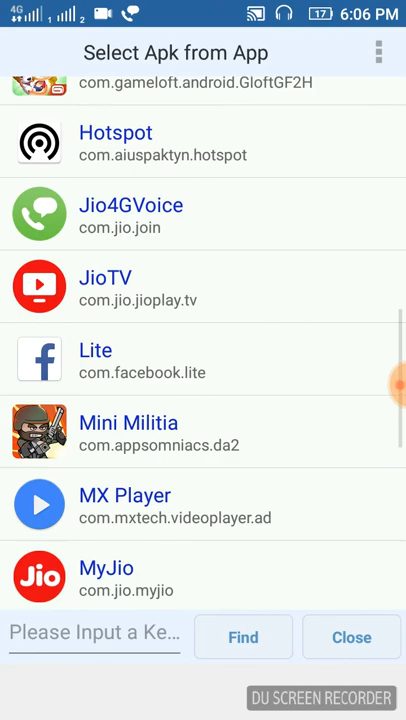 4G 1 2 17 6:06 PM
Select Apk from App
com.gameloft.android.GloftGF2H
Hotspot
com.aiuspaktyn.hotspot
Jio4GVoice
com.jio.join
JioTV
com.jio.jioplay.tv
Lite
com.facebook.lite
Mini Militia
com.appsomniacs.da2
MX Player
com.mxtech.videoplayer.ad
Jio
MyJio
com.jio.myjio
Please Input a Ke... Find Close
DU SCREEN RECORDER